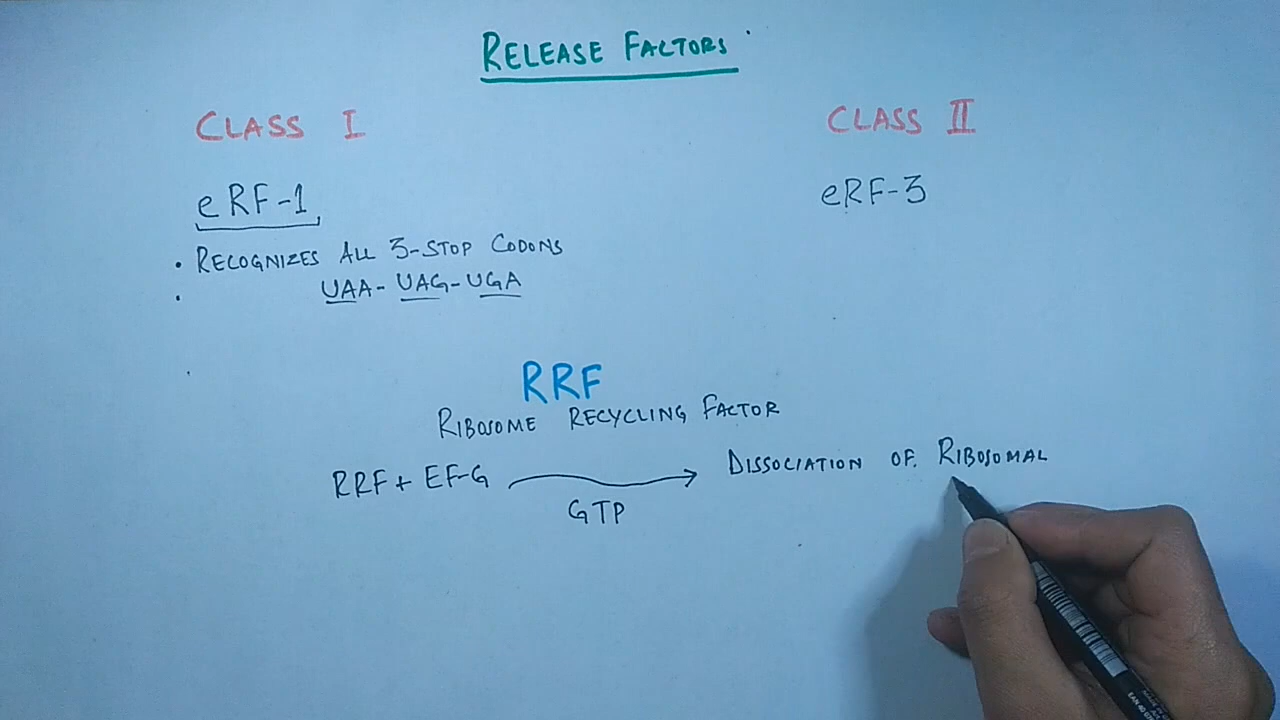 RELEASE FACTORS
CLASS I
CLASS II
eRF-1
eRF-3
• RECOGNIZES ALL 3-STOP CODONS
• UAA - UAG - UGA
RRF
RIBOSOME RECYCLING FACTOR
RRF + EF-G
GTP
DISSOCIATION OF RIBOSOMAL